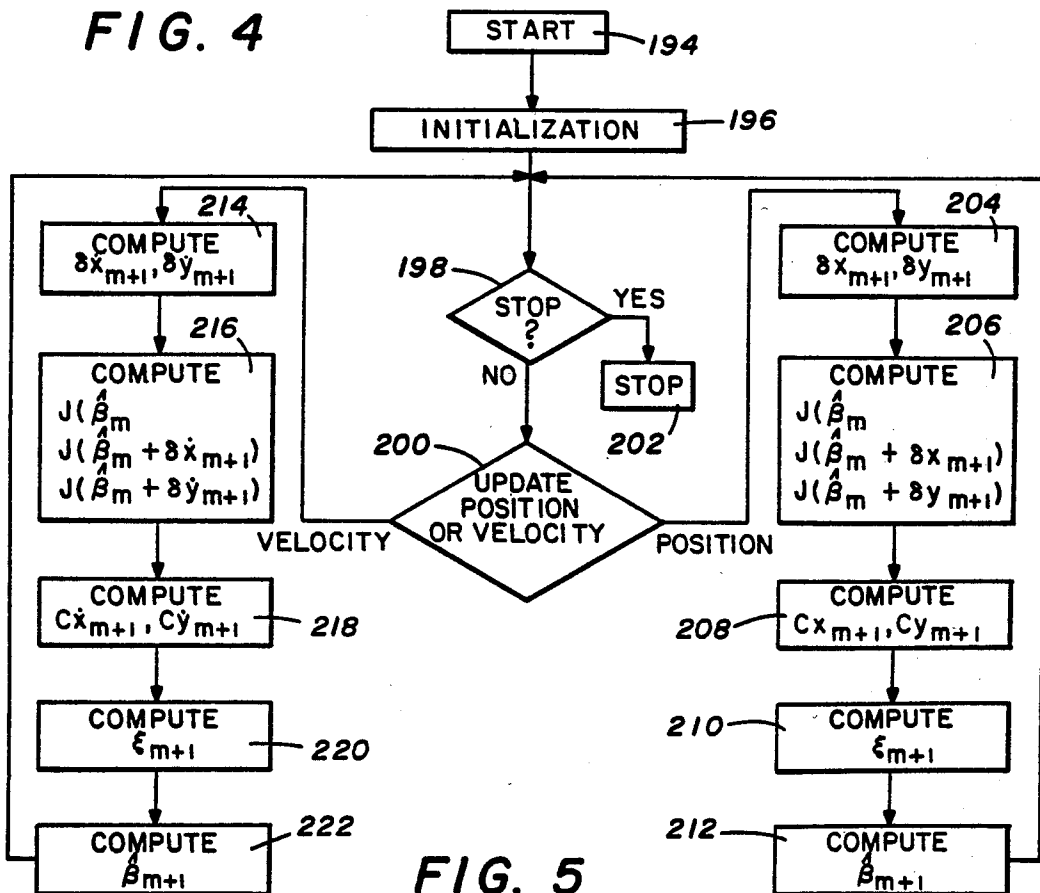 FIG. 4
START
194
INITIALIZATION
196
214
COMPUTE
δẋm+1, δẏm+1
204
COMPUTE
δxm+1, δym+1
198
STOP
?
YES
NO
STOP
202
216
COMPUTE
J(β̂m
J(β̂m + δẋm+1)
J(β̂m + δẏm+1)
206
COMPUTE
J(β̂m
J(β̂m + δxm+1)
J(β̂m + δym+1)
200
UPDATE
POSITION
OR VELOCITY
VELOCITY
POSITION
COMPUTE
Cẋm+1, Cẏm+1
218
COMPUTE
Cxm+1, Cym+1
208
COMPUTE
ξm+1
220
COMPUTE
ξm+1
210
COMPUTE
β̂m+1
222
COMPUTE
β̂m+1
212
FIG. 5